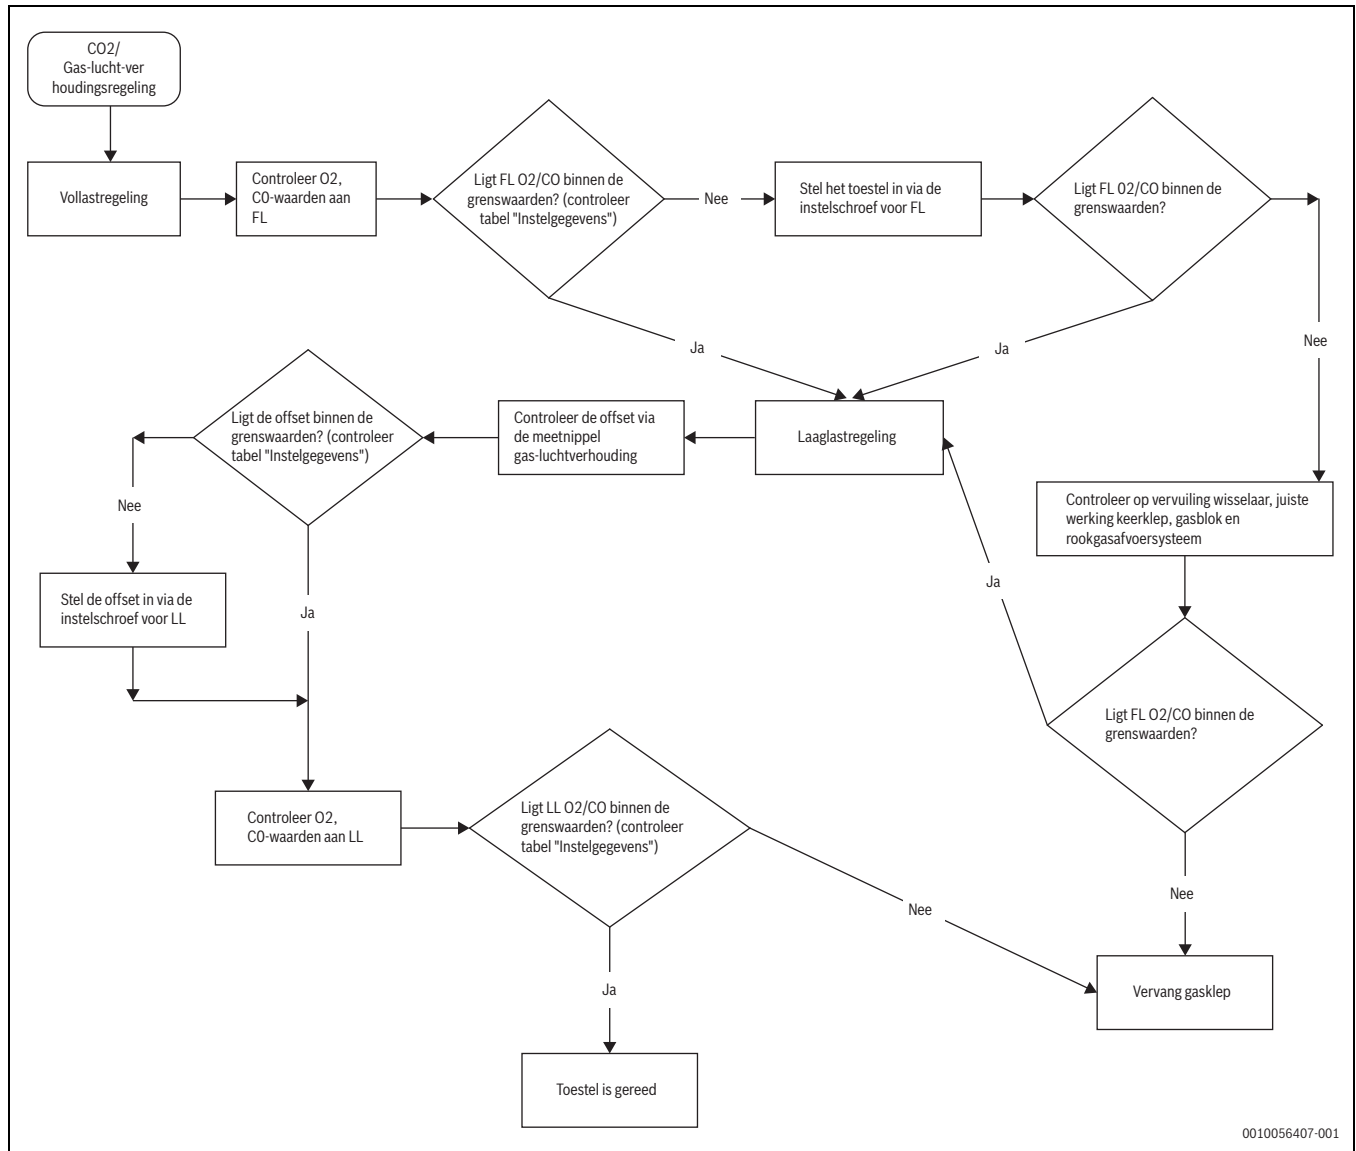 CO2/
Gas-lucht-ver
houdingsregeling
Vollastregeling
Controleer O2,
CO-waarden aan
FL
Ligt FL O2/CO binnen de
grenswaarden? (controleer
tabel "Instelgegevens")
Nee
Stel het toestel in via de
instelschroef voor FL
Ligt FL O2/CO binnen de
grenswaarden?
Ja
Ja
Nee
Ligt de offset binnen de
grenswaarden? (controleer
tabel "Instelgegevens")
Controleer de offset via
de meetnippel
gas-luchtverhouding
Laaglastregeling
Nee
Controleer op vervuiling wisselaar, juiste
werking keerklep, gasblok en
rookgasafvoersysteem
Stel de offset in via de
instelschroef voor LL
Ja
Ja
Ligt FL O2/CO binnen de
grenswaarden?
Controleer O2,
CO-waarden aan LL
Ligt LL O2/CO binnen de
grenswaarden? (controleer
tabel "Instelgegevens")
Nee
Nee
Ja
Vervang gasklep
Toestel is gereed
0010056407-001